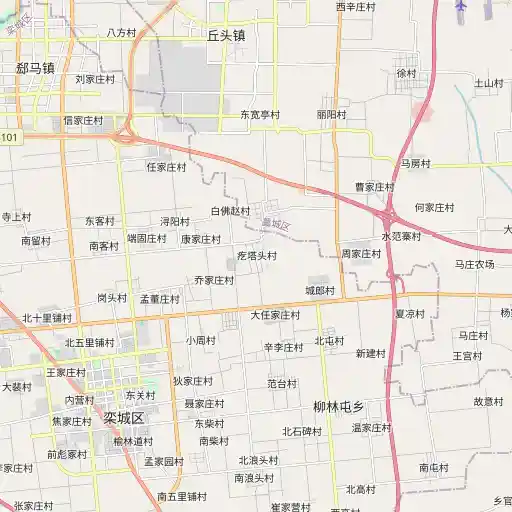 西辛庄村
栾城区
八方村
丘头镇
郄马镇
徐村
刘家庄村
土山村
信家庄村
东宽亭村
丽阳村
101
马房村
任家庄村
曹家庄村
白佛赵村
何家庄村
寺上村
东客村
浔阳村
藁城区
大
南留村
端固庄村
康家庄村
水范寨村
南客村
疙塔头村
周家庄村
马庄农场
乔家庄村
城郎村
岗头村
孟董庄村
北十里铺村
大任家庄村
夏凉村
杨
北五里铺村
小周村
北屯村
马庄村
辛李庄村
新建村
王宫村
王家庄村
狄家庄村
范台村
大裴村
东关村
内营村
聂家庄村
柳林屯乡
故意村
栾城区
焦家庄村
东柴村
温家庄村
北石碑村
榆林道村
南柴村
前彪家村
孟家园村
北浪头村
南屯村
李家庄村
南浪头村
南五里铺村
北高村
张家庄村
崔家营村
乡官